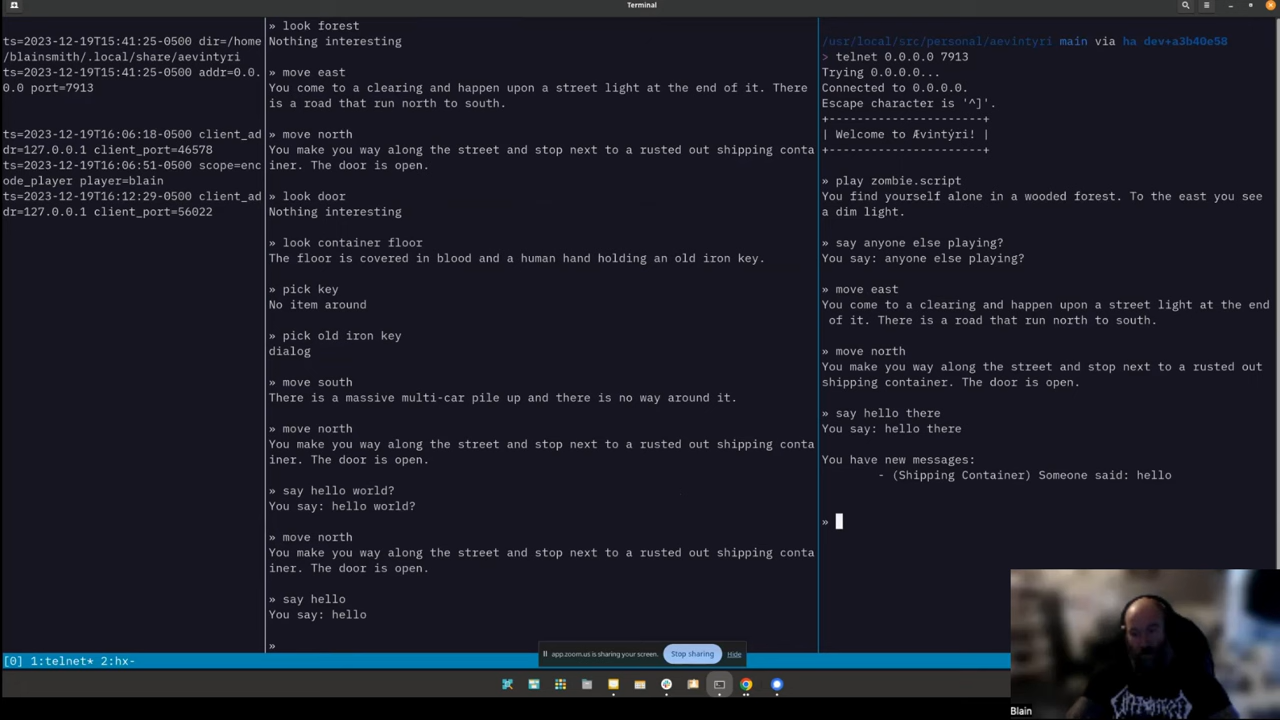 Terminal
ts=2023-12-19T15:41:25-0500 dir=/home
/blainsmith/.local/share/aevintyri
ts=2023-12-19T15:41:25-0500 addr=0.0.
0.0 port=7913
ts=2023-12-19T16:06:18-0500 client_ad
dr=127.0.0.1 client_port=46578
ts=2023-12-19T16:06:51-0500 scope=enc
ode_player player=blain
ts=2023-12-19T16:12:29-0500 client_ad
dr=127.0.0.1 client_port=56022
» look forest
Nothing interesting
» move east
You come to a clearing and happen upon a street light at the end of it. There
is a road that run north to south.
» move north
You make you way along the street and stop next to a rusted out shipping conta
iner. The door is open.
» look door
Nothing interesting
» look container floor
The floor is covered in blood and a human hand holding an old iron key.
» pick key
No item around
» pick old iron key
dialog
» move south
There is a massive multi-car pile up and there is no way around it.
» move north
You make you way along the street and stop next to a rusted out shipping conta
iner. The door is open.
» say hello world?
You say: hello world?
» move north
You make you way along the street and stop next to a rusted out shipping conta
iner. The door is open.
» say hello
You say: hello
»
/usr/local/src/personal/aevintyri main via ha dev+a3b40e58
> telnet 0.0.0.0 7913
Trying 0.0.0.0...
Connected to 0.0.0.0.
Escape character is '^]'.
+----------------------+
| Welcome to Ævintýri! |
+----------------------+
» play zombie.script
You find yourself alone in a wooded forest. To the east you see
a dim light.
» say anyone else playing?
You say: anyone else playing?
» move east
You come to a clearing and happen upon a street light at the end
of it. There is a road that run north to south.
» move north
You make you way along the street and stop next to a rusted out
shipping container. The door is open.
» say hello there
You say: hello there
You have new messages:
- (Shipping Container) Someone said: hello
»
[0] 1:telnet* 2:hx-
app.zoom.us is sharing your screen.
Stop sharing
Hide
Blain